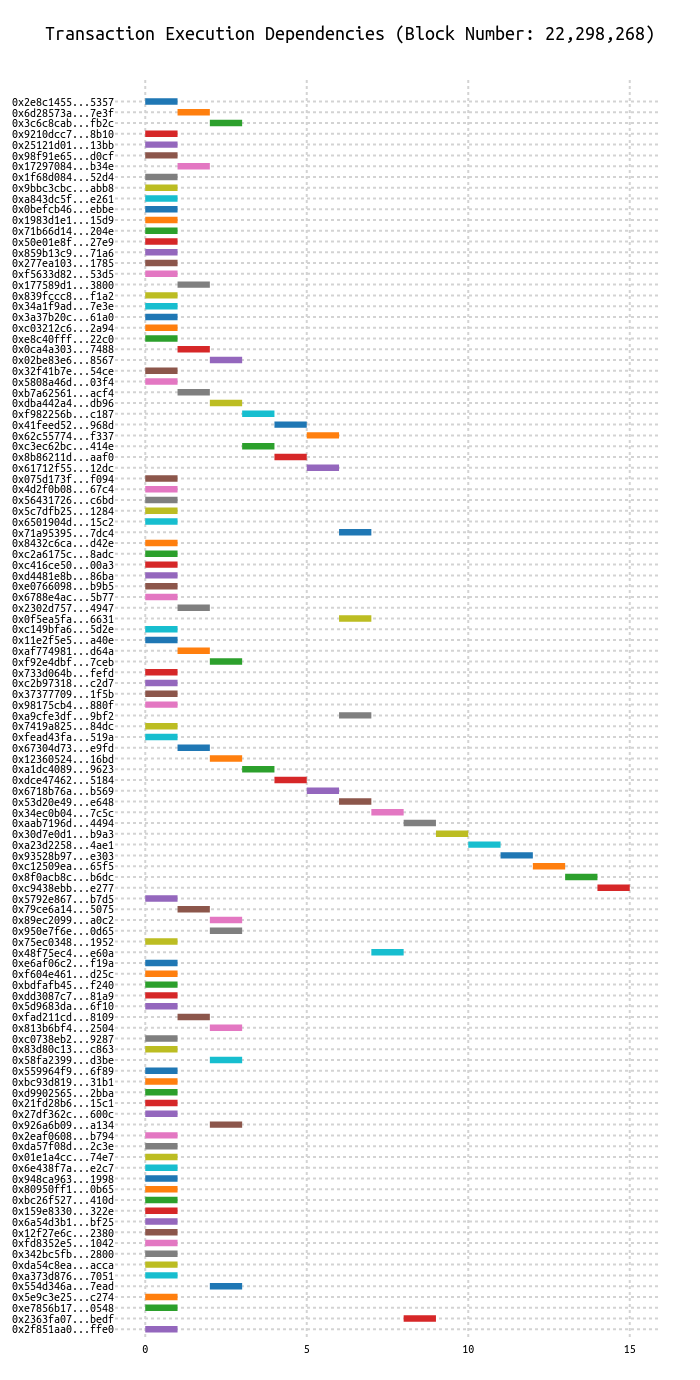 Transaction Execution Dependencies (Block Number: 22,298,268)
0x2e8c1455...5357
0x6d28573a...7e3f
0x3c6c8cab...fb2c
0x9210dcc7...8b10
0x25121d01...13bb
0x98f91e65...d0cf
0x17297084...b34e
0x1f68d084...52d4
0x9bbc3cbc...abb8
0xa843dc5f...e261
0x0befcb46...ebbe
0x1983d1e1...15d9
0x71b66d14...204e
0x50e01e8f...27e9
0x859b13c9...71a6
0x277ea103...1785
0xf5633d82...53d5
0x177589d1...3800
0x839fccc8...f1a2
0x34a1f9ad...7e3e
0x3a37b20c...61a0
0xc03212c6...2a94
0xe8c40fff...22c0
0x0ca4a303...7488
0x02be83e6...8567
0x32f41b7e...54ce
0x5808a46d...03f4
0xb7a62561...acf4
0xdba442a4...db96
0xf982256b...c187
0x41feed52...968d
0x62c55774...f337
0xc3ec62bc...414e
0x8b86211d...aaf0
0x61712f55...12dc
0x075d173f...f094
0x4d2f0b08...67c4
0x56431726...c6bd
0x5c7dfb25...1284
0x6501904d...15c2
0x71a95395...7dc4
0x8432c6ca...d42e
0xc2a6175c...8adc
0xc416ce50...00a3
0xd4481e8b...86ba
0xe0766098...b9b5
0x6788e4ac...5b77
0x2302d757...4947
0x0f5ea5fa...6631
0xc149bfa6...5d2e
0x11e2f5e5...a40e
0xaf774981...d64a
0xf92e4dbf...7ceb
0x733d064b...fefd
0xc2b97318...c2d7
0x37377709...1f5b
0x98175cb4...880f
0xa9cfe3df...9bf2
0x7419a825...84dc
0xfead43fa...519a
0x67304d73...e9fd
0x12360524...16bd
0xa1dc4089...9623
0xdce47462...5184
0x6718b76a...b569
0x53d20e49...e648
0x34ec0b04...7c5c
0xaab7196d...4494
0x30d7e0d1...b9a3
0xa23d2258...4ae1
0x93528b97...e303
0xc12509ea...65f5
0x8f0acb8c...b6dc
0xc9438ebb...e277
0x5792e867...b7d5
0x79ce6a14...5075
0x89ec2099...a0c2
0x950e7f6e...0d65
0x75ec0348...1952
0x48f75ec4...e60a
0xe6af06c2...f19a
0xf604e461...d25c
0xbdfafb45...f240
0xdd3087c7...81a9
0x5d9683da...6f10
0xfad211cd...8109
0x813b6bf4...2504
0xc0738eb2...9287
0x83d80c13...c863
0x58fa2399...d3be
0x559964f9...6f89
0xbc93d819...31b1
0xd9902565...2bba
0x21fd28b6...15c1
0x27df362c...600c
0x926a6b09...a134
0x2eaf0608...b794
0xda57f08d...2c3e
0x01e1a4cc...74e7
0x6e438f7a...e2c7
0x948ca963...1998
0x80950ff1...0b65
0xbc26f527...410d
0x159e8330...322e
0x6a54d3b1...bf25
0x12f27e6c...2380
0xfd8352e5...1042
0x342bc5fb...2800
0xda54c8ea...acca
0xa373d876...7051
0x554d346a...7ead
0x5e9c3e25...c274
0xe7856b17...0548
0x2363fa07...bedf
0x2f851aa0...ffe0
0 5 10 15